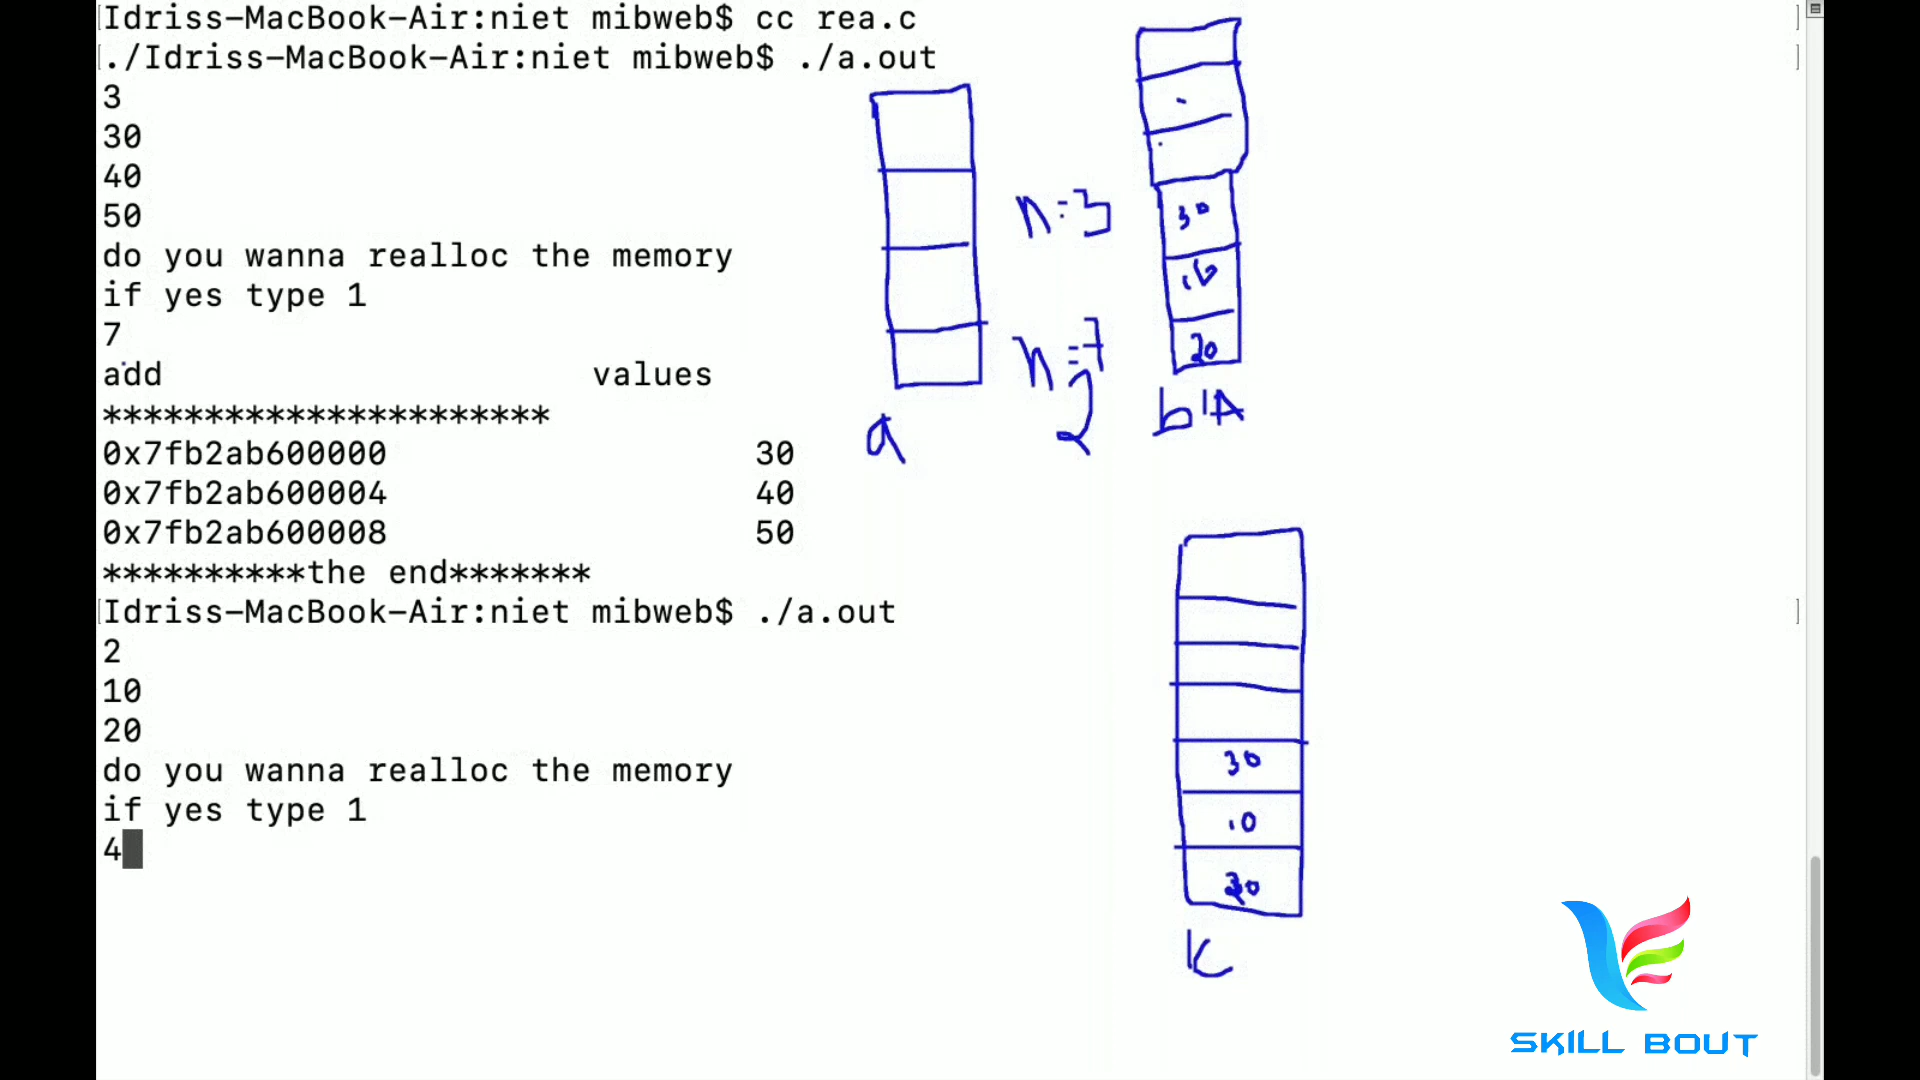 Idriss-MacBook-Air:niet mibweb$ cc rea.c
./Idriss-MacBook-Air:niet mibweb$ ./a.out
3
30
40
50
do you wanna realloc the memory
if yes type 1
7
add values
**********************
0x7fb2ab600000 30
0x7fb2ab600004 40
0x7fb2ab600008 50
**********the end*******
Idriss-MacBook-Air:niet mibweb$ ./a.out
2
10
20
do you wanna realloc the memory
if yes type 1
4
a
n=3
n=7
2
30
10
20
b'A
30
10
20
K
SKILL BOUT